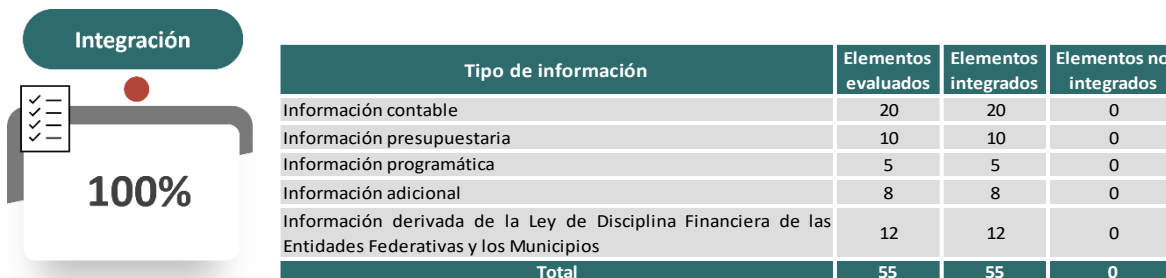 Integración
100%
Tipo de información Elementos evaluados Elementos integrados Elementos no integrados
Información contable 20 20 0
Información presupuestaria 10 10 0
Información programática 5 5 0
Información adicional 8 8 0
Información derivada de la Ley de Disciplina Financiera de las
Entidades Federativas y los Municipios 12 12 0
Total 55 55 0